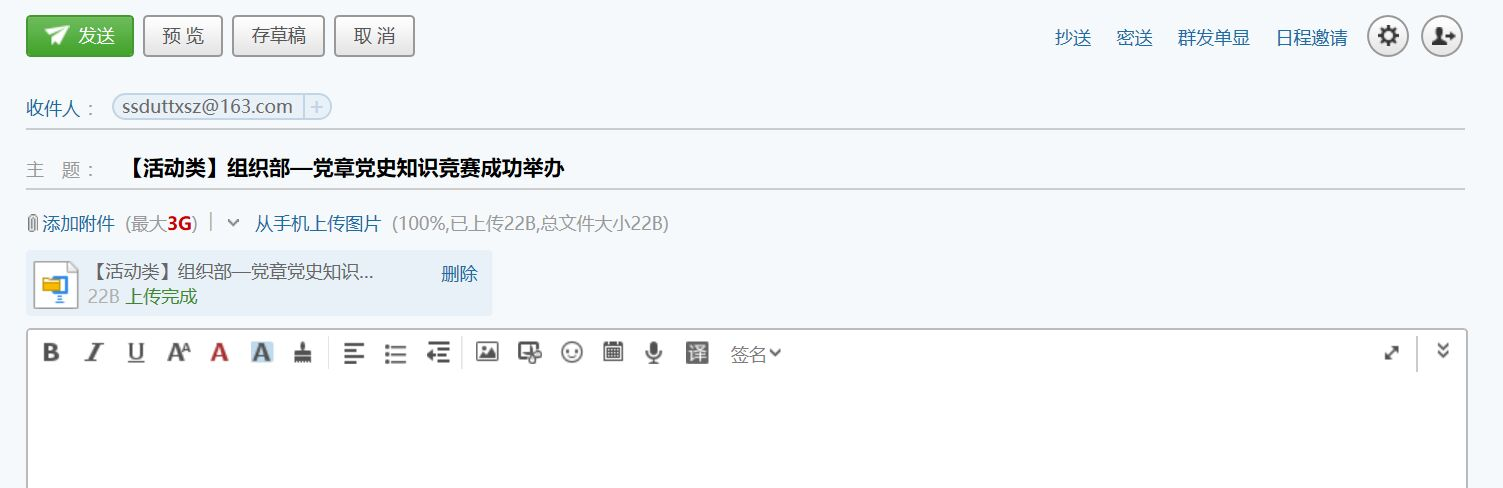 发送 预 览 存草稿 取 消 抄送 密送 群发单显 日程邀请
收件人： ssduttxsz@163.com +
主 题： 【活动类】组织部—党章党史知识竞赛成功举办
添加附件 (最大3G) | 从手机上传图片 (100%,已上传22B,总文件大小22B)
【活动类】组织部—党章党史知识... 删除
22B 上传完成
B I U AA A A 译 签名